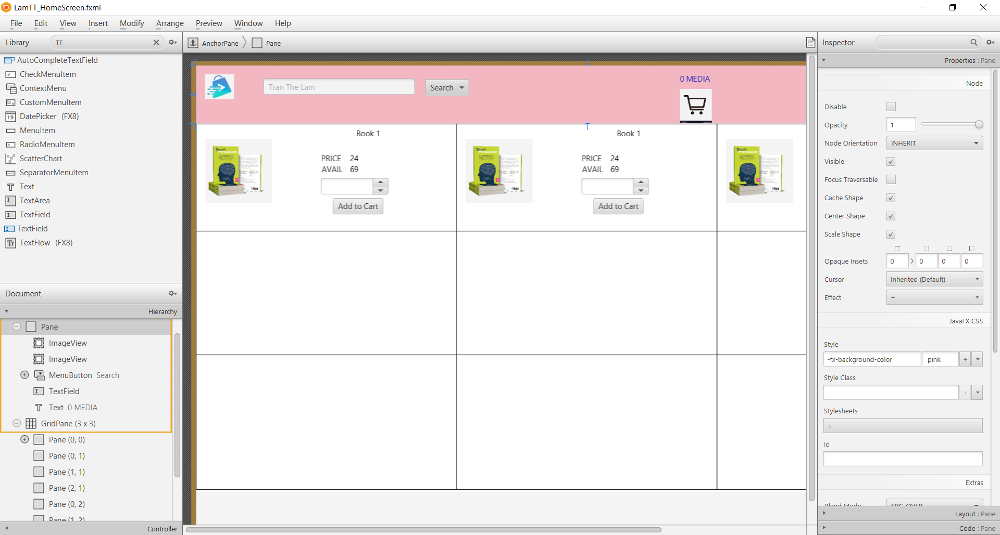 LamTT_HomeScreen.fxml
File Edit View Insert Modify Arrange Preview Window Help
Library TE
AutoCompleteTextField
CheckMenuItem
ContextMenu
CustomMenuItem
DatePicker (FX8)
MenuItem
RadioMenuItem
ScatterChart
SeparatorMenuItem
Text
TextArea
TextField
TextField
TextFlow (FX8)
Document
Hierarchy
Pane
ImageView
ImageView
MenuButton Search
TextField
Text 0 MEDIA
GridPane (3 x 3)
Pane (0, 0)
Pane (0, 1)
Pane (1, 1)
Pane (2, 1)
Pane (0, 2)
Pane (1, 2)
Controller
AnchorPane Pane
Tran The Lam Search
0 MEDIA
Book 1
PRICE 24
AVAIL 69
Add to Cart
Book 1
PRICE 24
AVAIL 69
Add to Cart
Inspector
Properties : Pane
Node
Disable
Opacity 1
Node Orientation INHERIT
Visible
Focus Traversable
Cache Shape
Center Shape
Scale Shape
Opaque Insets 0 0 0 0
Cursor Inherited (Default)
Effect +
JavaFX CSS
Style
-fx-background-color pink +
Style Class
+
Stylesheets
+
Id
Extras
Blend Mode SRC_OVER
Layout : Pane
Code : Pane